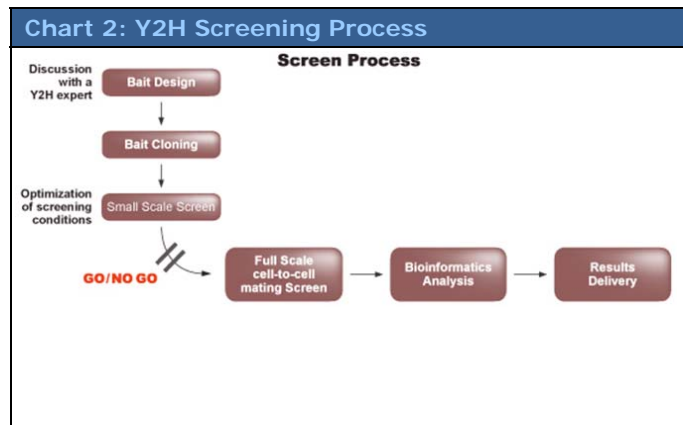 Chart 2: Y2H Screening Process
Screen Process
Discussion
with a
Y2H expert
Bait Design
Bait Cloning
Optimization
of screening
conditions
Small Scale Screen
GO/NO GO
Full Scale
cell-to-cell
mating Screen
Bioinformatics
Analysis
Results
Delivery